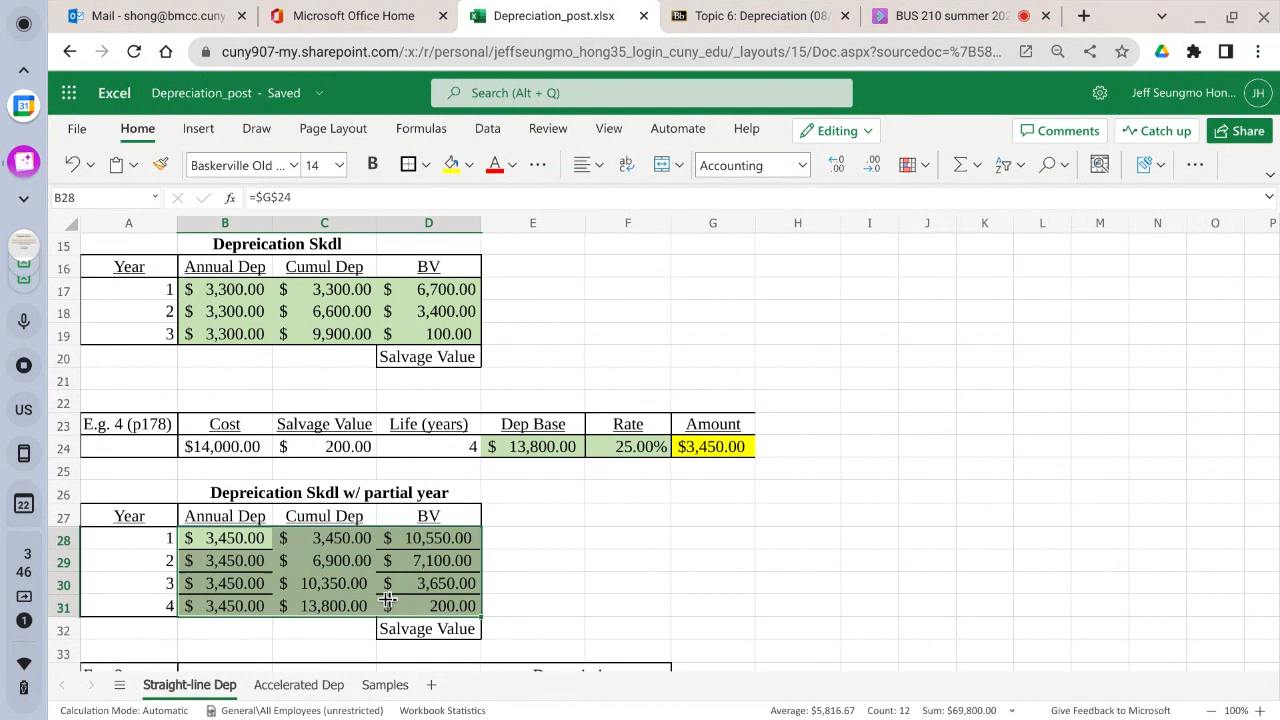 Mail - shong@bmcc.cuny
Microsoft Office Home
Depreciation_post.xlsx
Topic 6: Depreciation (08/
BUS 210 summer 202
cuny907-my.sharepoint.com/:x:/r/personal/jeffseungmo_hong35_login_cuny_edu/_layouts/15/Doc.aspx?sourcedoc=%7B58...
31
Excel
Depreciation_post - Saved
Search (Alt + Q)
Jeff Seungmo Hon...
JH
File Home Insert Draw Page Layout Formulas Data Review View Automate Help
Editing
Comments
Catch up
Share
Baskerville Old ...
14
B
A
Accounting
B28
fx
=$G$24
A B C D E F G H I J K L M N O P
15 Depreication Skdl
16 Year Annual Dep Cumul Dep BV
17 1 $ 3,300.00 $ 3,300.00 $ 6,700.00
18 2 $ 3,300.00 $ 6,600.00 $ 3,400.00
19 3 $ 3,300.00 $ 9,900.00 $ 100.00
20 Salvage Value
21
22
23 E.g. 4 (p178) Cost Salvage Value Life (years) Dep Base Rate Amount
24 $14,000.00 $ 200.00 4 $ 13,800.00 25.00% $3,450.00
25
26 Depreication Skdl w/ partial year
27 Year Annual Dep Cumul Dep BV
28 1 $ 3,450.00 $ 3,450.00 $ 10,550.00
29 2 $ 3,450.00 $ 6,900.00 $ 7,100.00
30 3 $ 3,450.00 $ 10,350.00 $ 3,650.00
31 4 $ 3,450.00 $ 13,800.00 200.00
32 Salvage Value
33
US
22
3
46
1
Straight-line Dep
Accelerated Dep
Samples
Calculation Mode: Automatic
General\All Employees (unrestricted)
Workbook Statistics
Average: $5,816.67
Count: 12
Sum: $69,800.00
Give Feedback to Microsoft
100%